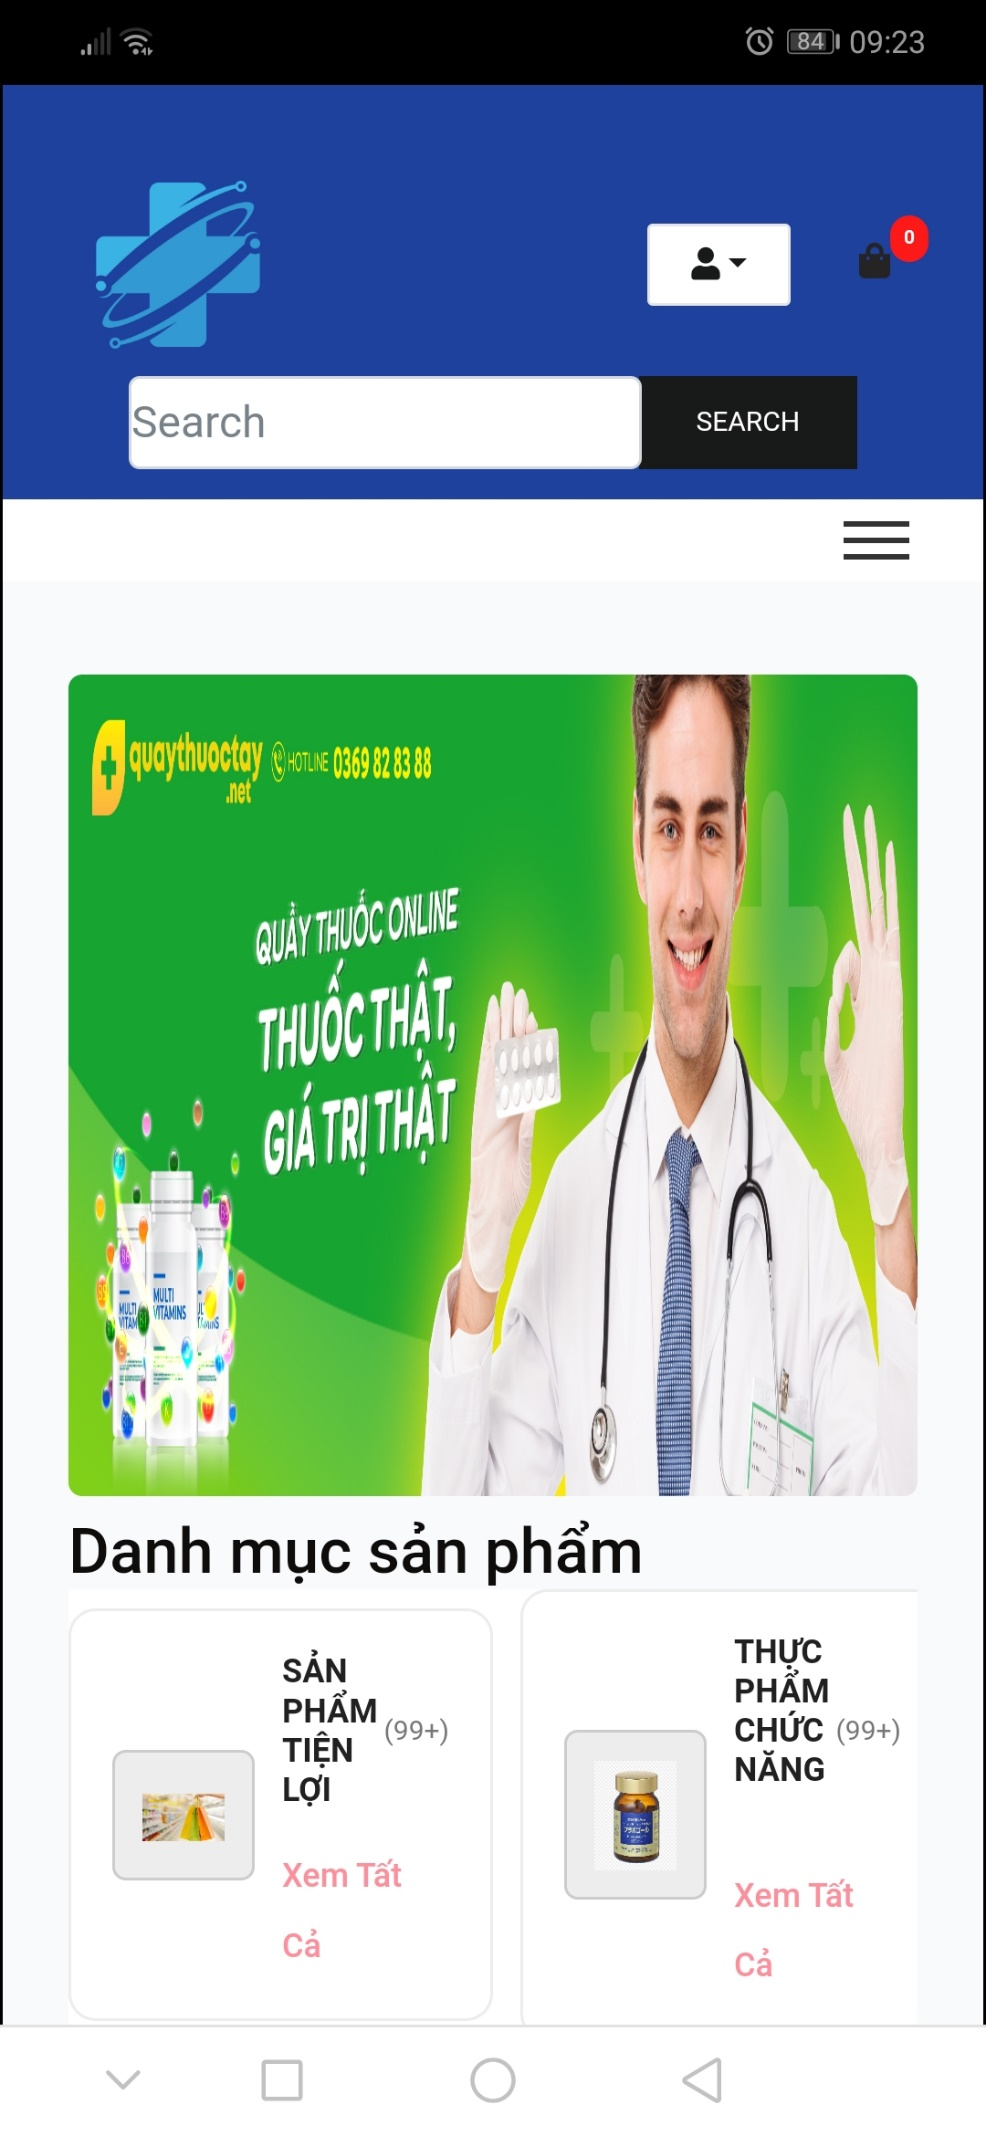 84 09:23
0
Search
SEARCH
quaythuoctay
.net
HOTLINE 0369 82 83 88
QUẦY THUỐC ONLINE
THUỐC THẬT,
GIÁ TRỊ THẬT
MULTI
VITAMINS
Danh mục sản phẩm
SẢN
PHẨM
TIỆN
LỢI
(99+)
Xem Tất
Cả
THỰC
PHẨM
CHỨC
NĂNG
(99+)
Xem Tất
Cả